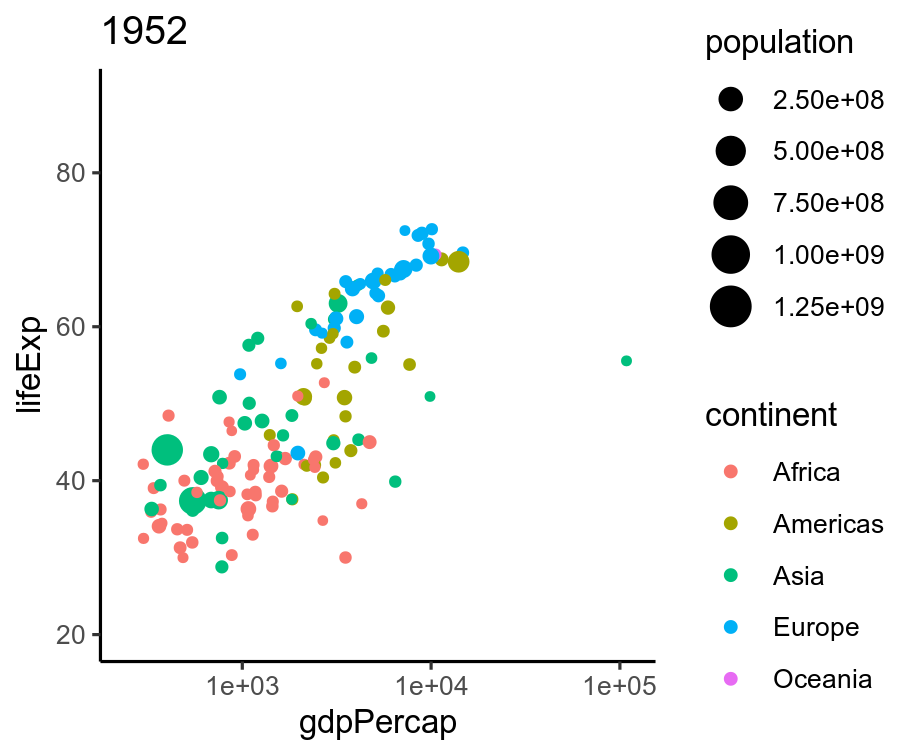 1952
lifeExp
80
60
40
20
1e+03
1e+04
1e+05
gdpPercap
population
2.50e+08
5.00e+08
7.50e+08
1.00e+09
1.25e+09
continent
Africa
Americas
Asia
Europe
Oceania